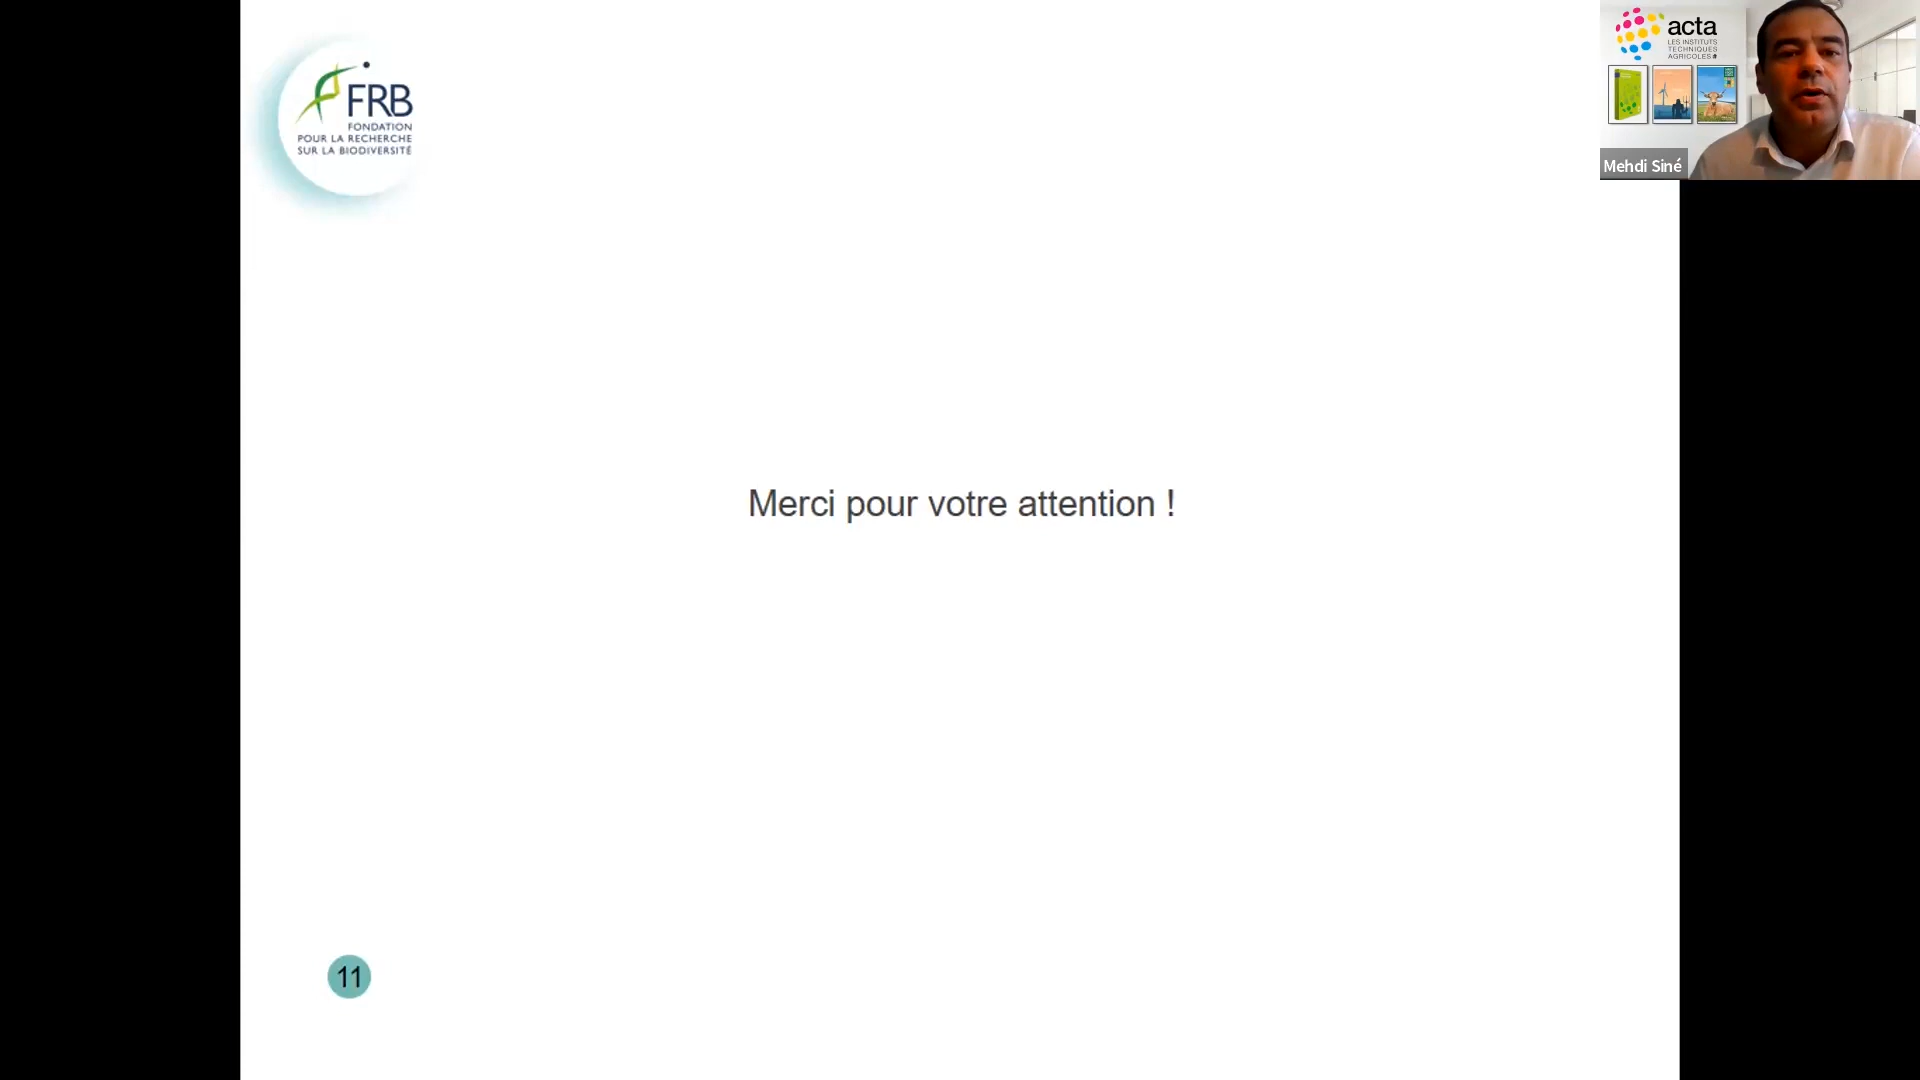 FRB
FONDATION
POUR LA RECHERCHE
SUR LA BIODIVERSITÉ
acta
LES INSTITUTS
TECHNIQUES
AGRICOLES#
Mehdi Siné
Merci pour votre attention !
11